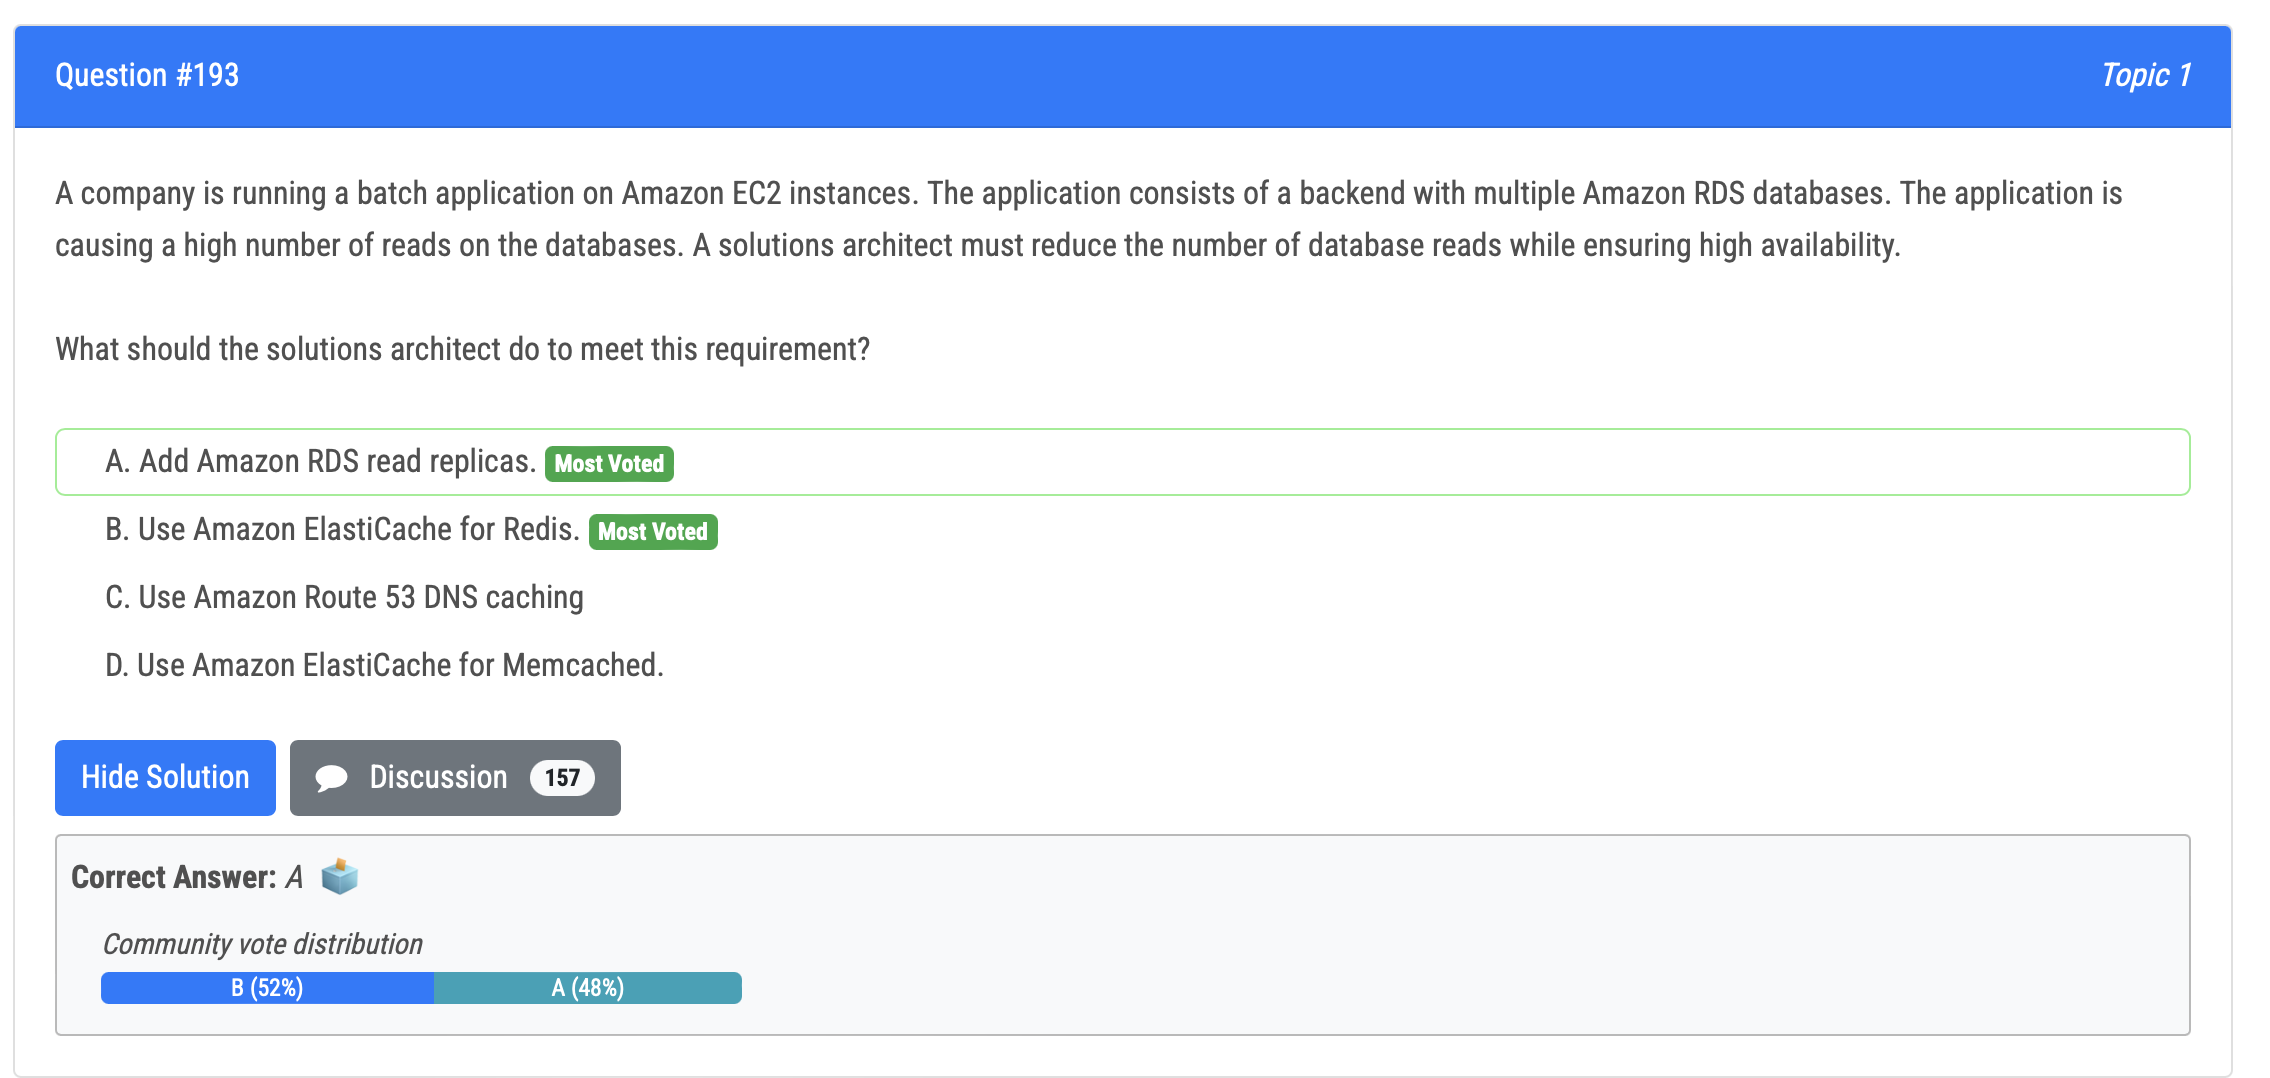 Question #193
Topic 1
A company is running a batch application on Amazon EC2 instances. The application consists of a backend with multiple Amazon RDS databases. The application is
causing a high number of reads on the databases. A solutions architect must reduce the number of database reads while ensuring high availability.
What should the solutions architect do to meet this requirement?
A. Add Amazon RDS read replicas. Most Voted
B. Use Amazon ElastiCache for Redis. Most Voted
C. Use Amazon Route 53 DNS caching
D. Use Amazon ElastiCache for Memcached.
Hide Solution Discussion 157
Correct Answer: A
Community vote distribution
B (52%) A (48%)